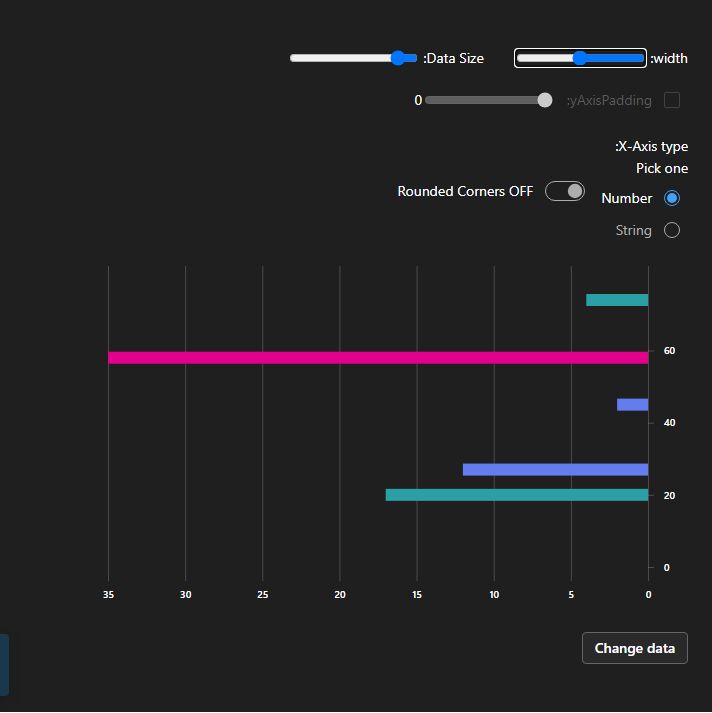 :width
:Data Size
:yAxisPadding
0
:X-Axis type
Pick one
Number
Rounded Corners OFF
String
60
40
20
0
35 30 25 20 15 10 5 0
Change data